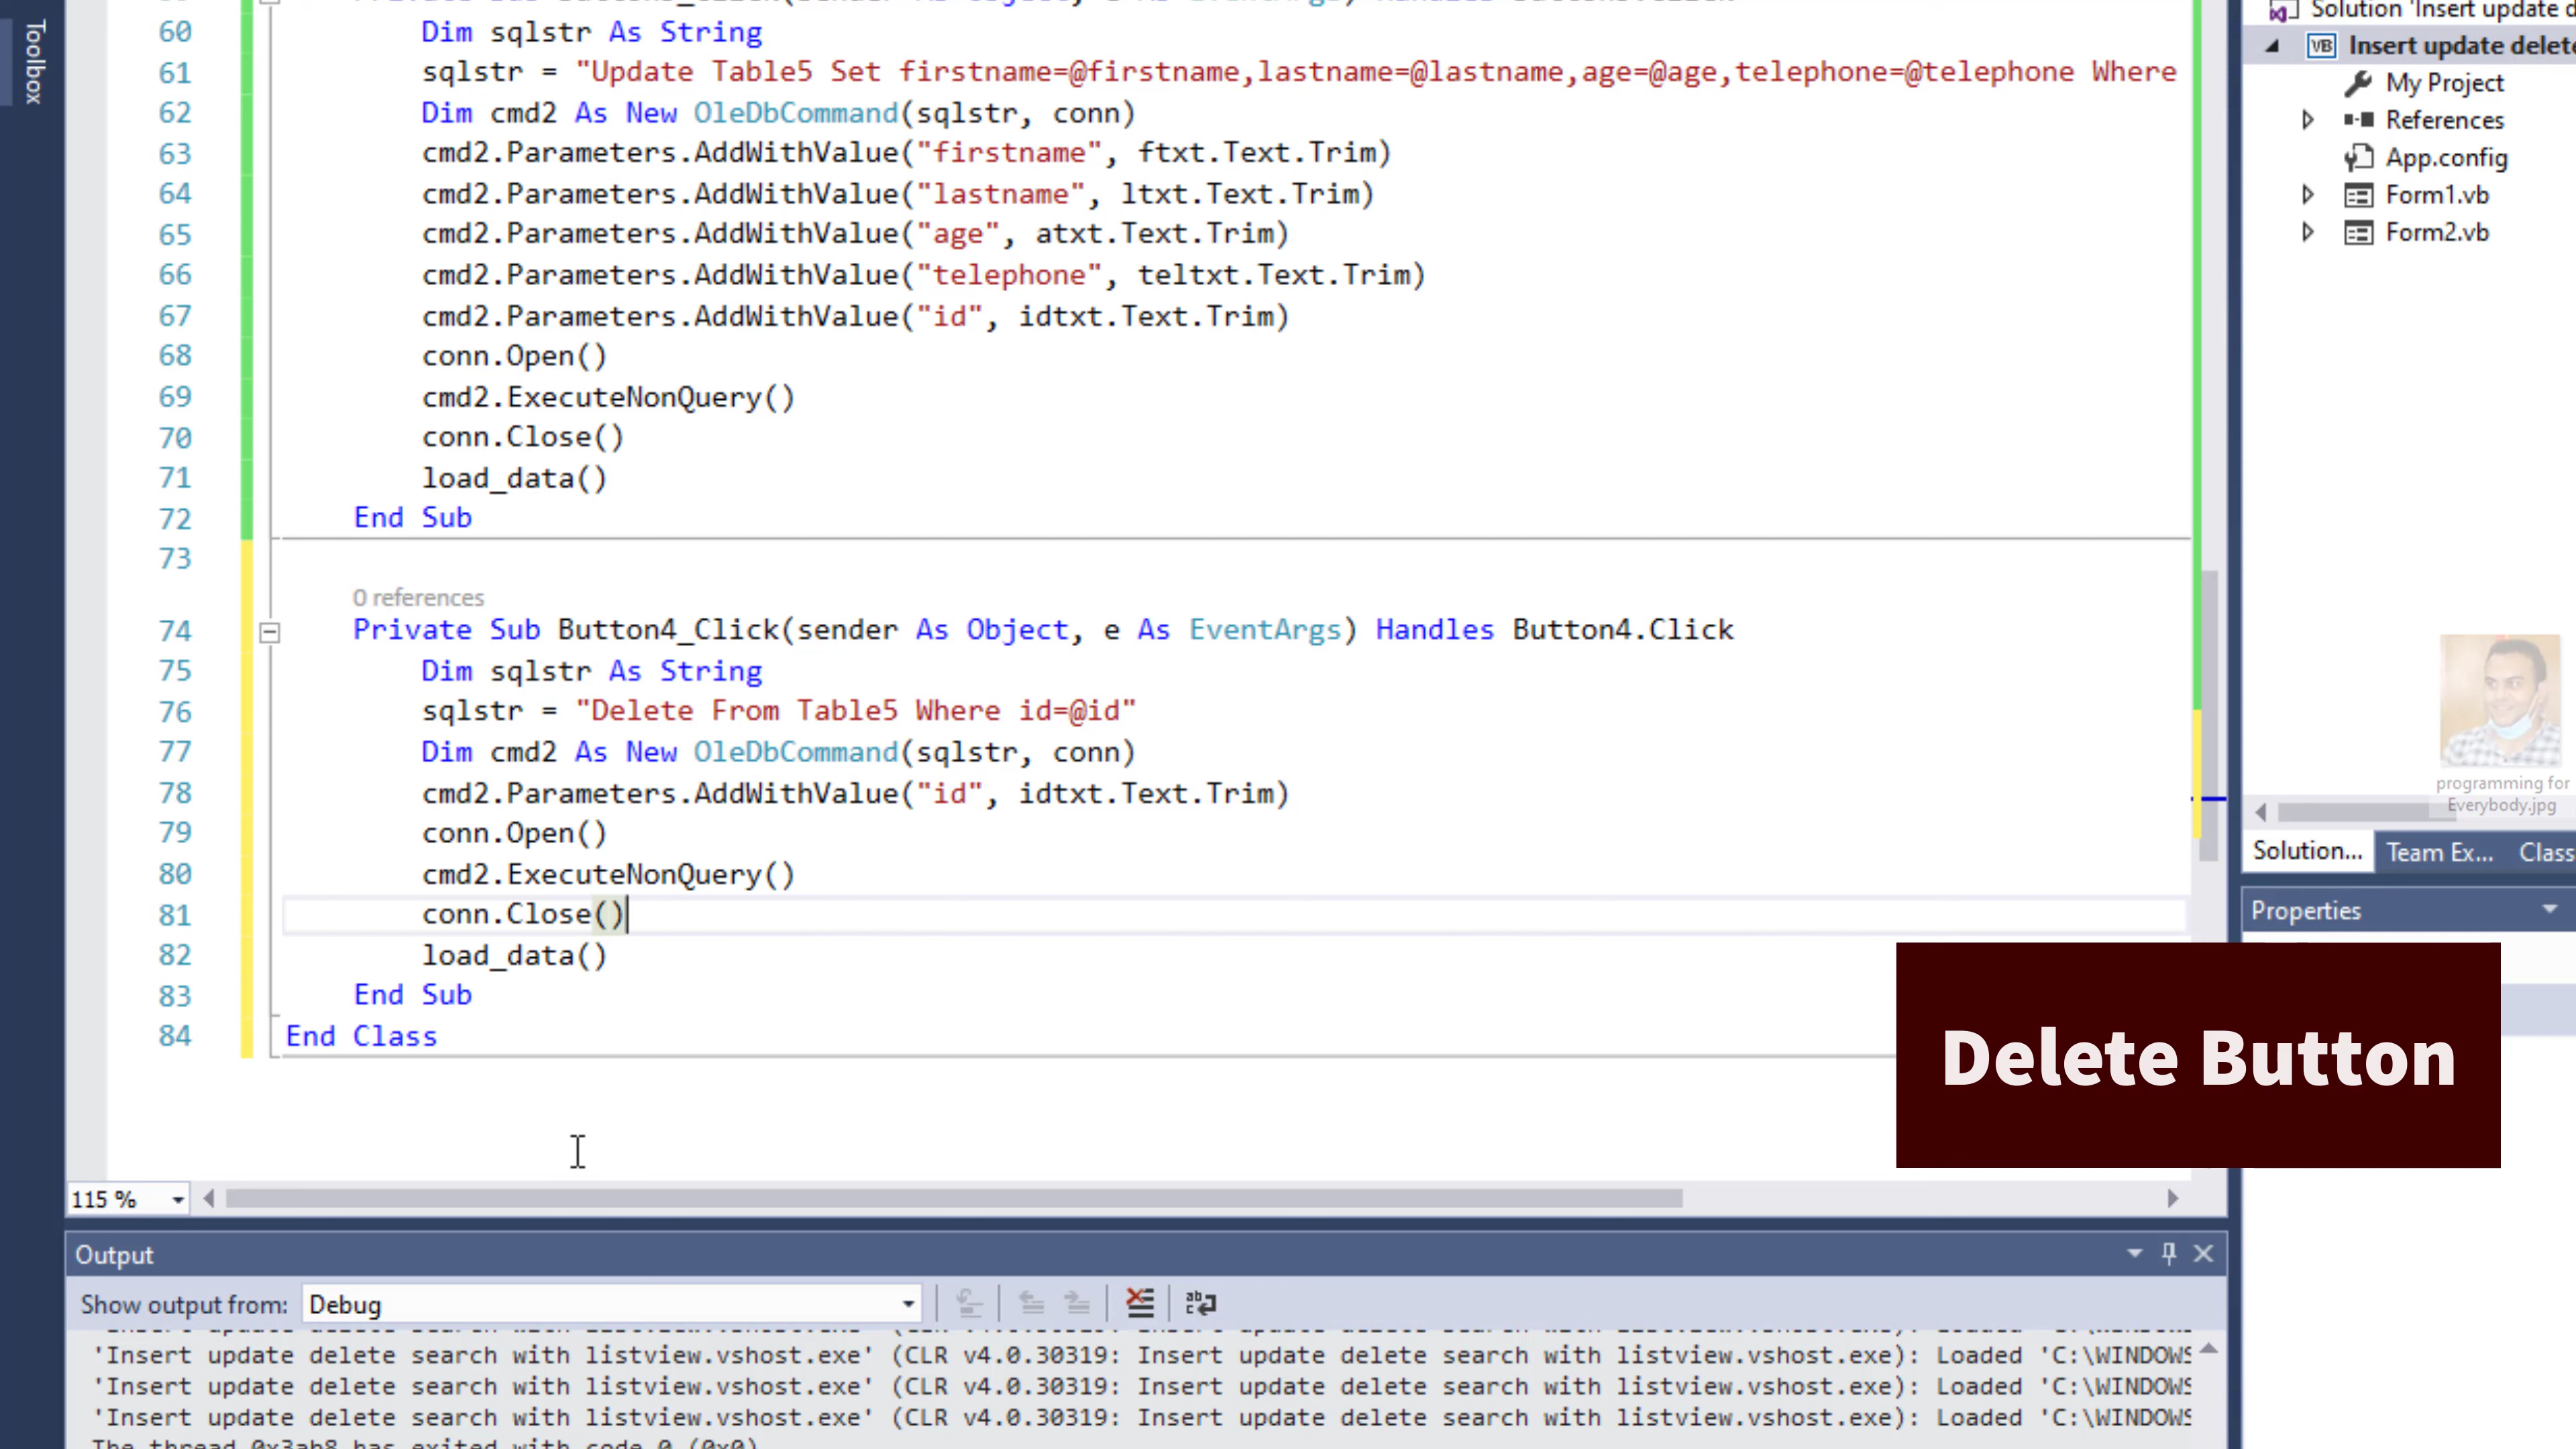 Toolbox
60 Dim sqlstr As String
61 sqlstr = "Update Table5 Set firstname=@firstname,lastname=@lastname,age=@age,telephone=@telephone Where
62 Dim cmd2 As New OleDbCommand(sqlstr, conn)
63 cmd2.Parameters.AddWithValue("firstname", ftxt.Text.Trim)
64 cmd2.Parameters.AddWithValue("lastname", ltxt.Text.Trim)
65 cmd2.Parameters.AddWithValue("age", atxt.Text.Trim)
66 cmd2.Parameters.AddWithValue("telephone", teltxt.Text.Trim)
67 cmd2.Parameters.AddWithValue("id", idtxt.Text.Trim)
68 conn.Open()
69 cmd2.ExecuteNonQuery()
70 conn.Close()
71 load_data()
72 End Sub
73
0 references
74 Private Sub Button4_Click(sender As Object, e As EventArgs) Handles Button4.Click
75 Dim sqlstr As String
76 sqlstr = "Delete From Table5 Where id=@id"
77 Dim cmd2 As New OleDbCommand(sqlstr, conn)
78 cmd2.Parameters.AddWithValue("id", idtxt.Text.Trim)
79 conn.Open()
80 cmd2.ExecuteNonQuery()
81 conn.Close()
82 load_data()
83 End Sub
84 End Class
115 %
Output
Show output from: Debug
'Insert update delete search with listview.vshost.exe' (CLR v4.0.30319: Insert update delete search with listview.vshost.exe): Loaded 'C:\WINDOWS
'Insert update delete search with listview.vshost.exe' (CLR v4.0.30319: Insert update delete search with listview.vshost.exe): Loaded 'C:\WINDOWS
'Insert update delete search with listview.vshost.exe' (CLR v4.0.30319: Insert update delete search with listview.vshost.exe): Loaded 'C:\WINDOWS
The thread 0x3ab8 has exited with code 0 (0x0)
Solution 'Insert update d
VB Insert update delete
My Project
References
App.config
Form1.vb
Form2.vb
programming for
Everybody.jpg
Solution... Team Ex... Class
Properties
Delete Button